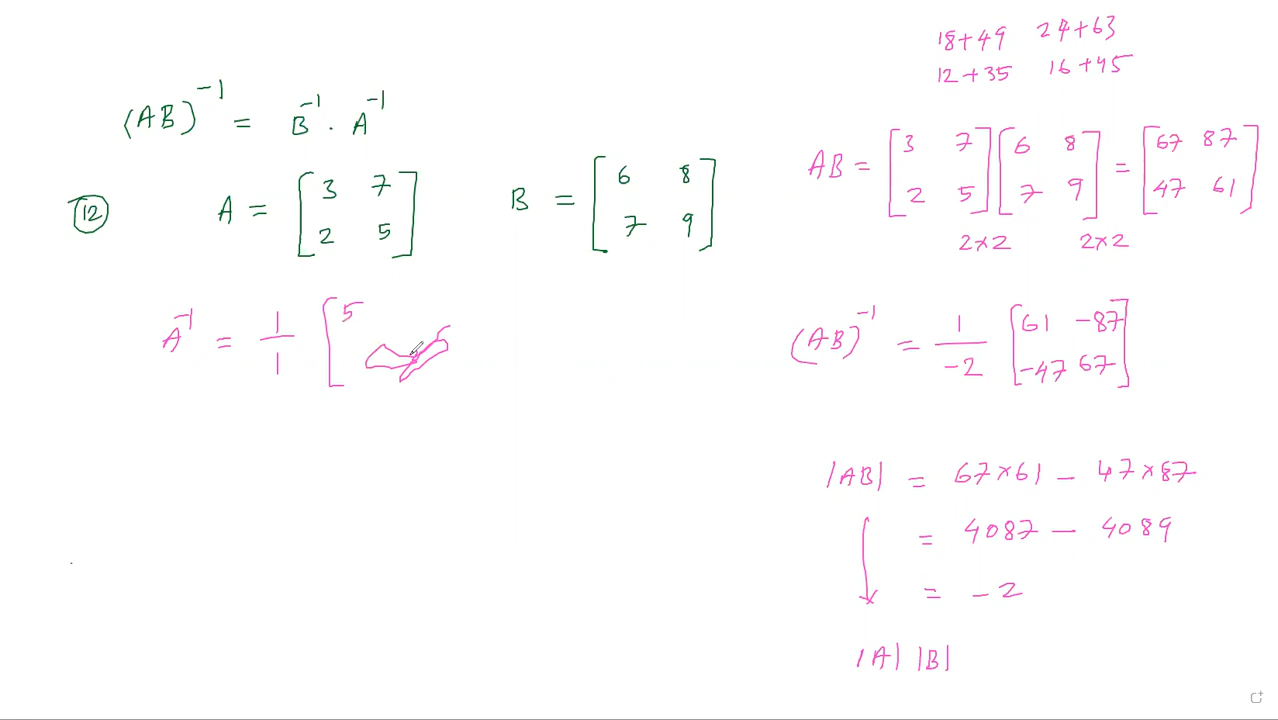 18+49 24+63
12+35 16+45
(AB)⁻¹ = B⁻¹ . A⁻¹
12 A = [3 7
2 5] B = [6 8
7 9]
AB = [3 7
2 5] [6 8
7 9] = [67 87
47 61]
2×2 2×2
A⁻¹ = 1/1 [5
(AB)⁻¹ = 1/-2 [61 -87
-47 67]
|AB| = 67×61 - 47×87
= 4087 - 4089
= -2
|A| |B|